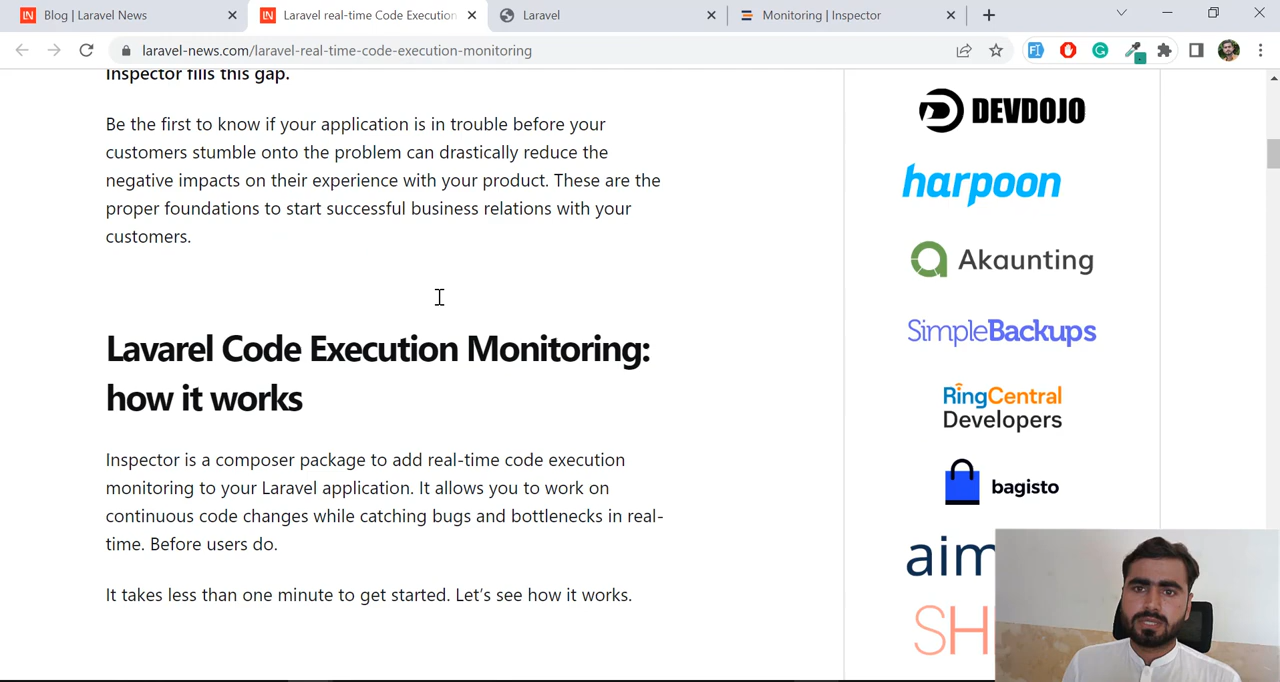 Blog | Laravel News
Laravel real-time Code Execution
Laravel
Monitoring | Inspector
laravel-news.com/laravel-real-time-code-execution-monitoring
Inspector fills this gap.
Be the first to know if your application is in trouble before your
customers stumble onto the problem can drastically reduce the
negative impacts on their experience with your product. These are the
proper foundations to start successful business relations with your
customers.
Lavarel Code Execution Monitoring:
how it works
Inspector is a composer package to add real-time code execution
monitoring to your Laravel application. It allows you to work on
continuous code changes while catching bugs and bottlenecks in real-
time. Before users do.
It takes less than one minute to get started. Let's see how it works.
DEVDOJO
harpoon
Akaunting
SimpleBackups
RingCentral
Developers
bagisto